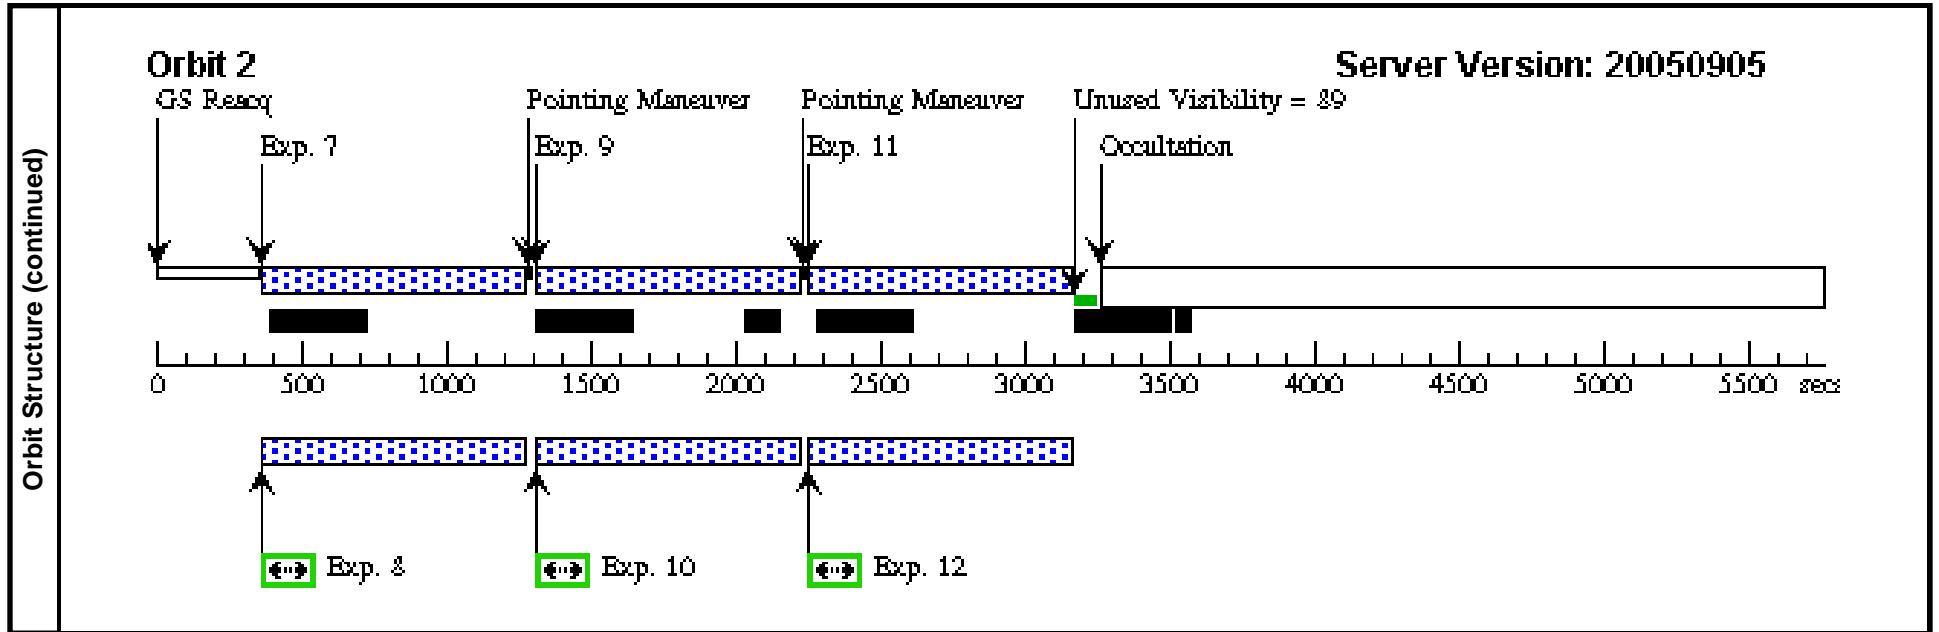 Orbit Structure (continued)
Orbit 2
Server Version: 20050905
GS Reacq
Pointing Maneuver
Pointing Maneuver
Unused Visibility = 89
Exp. 7
Exp. 9
Exp. 11
Occultation
0 500 1000 1500 2000 2500 3000 3500 4000 4500 5000 5500 secs
Exp. 8
Exp. 10
Exp. 12